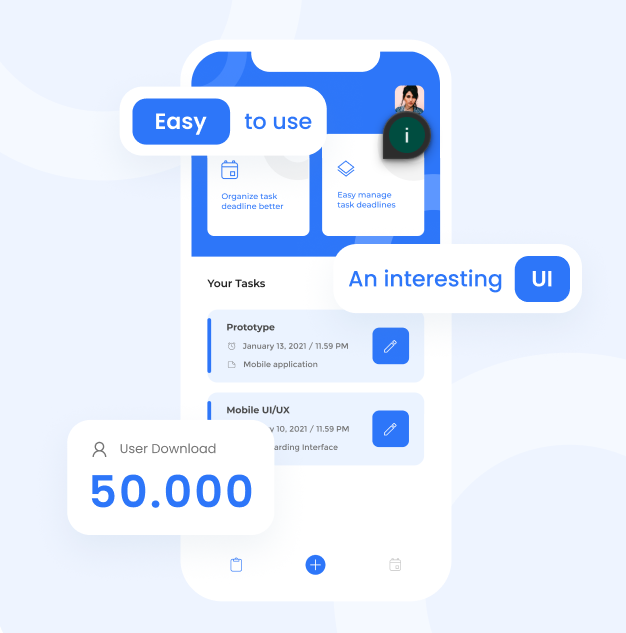 Easy to use
i
Organize task
deadline better
Easy manage
task deadlines
An interesting UI
Your Tasks
Prototype
January 13, 2021 / 11.59 PM
Mobile application
Mobile UI/UX
y 10, 2021 / 11.59 PM
arding Interface
User Download
50.000